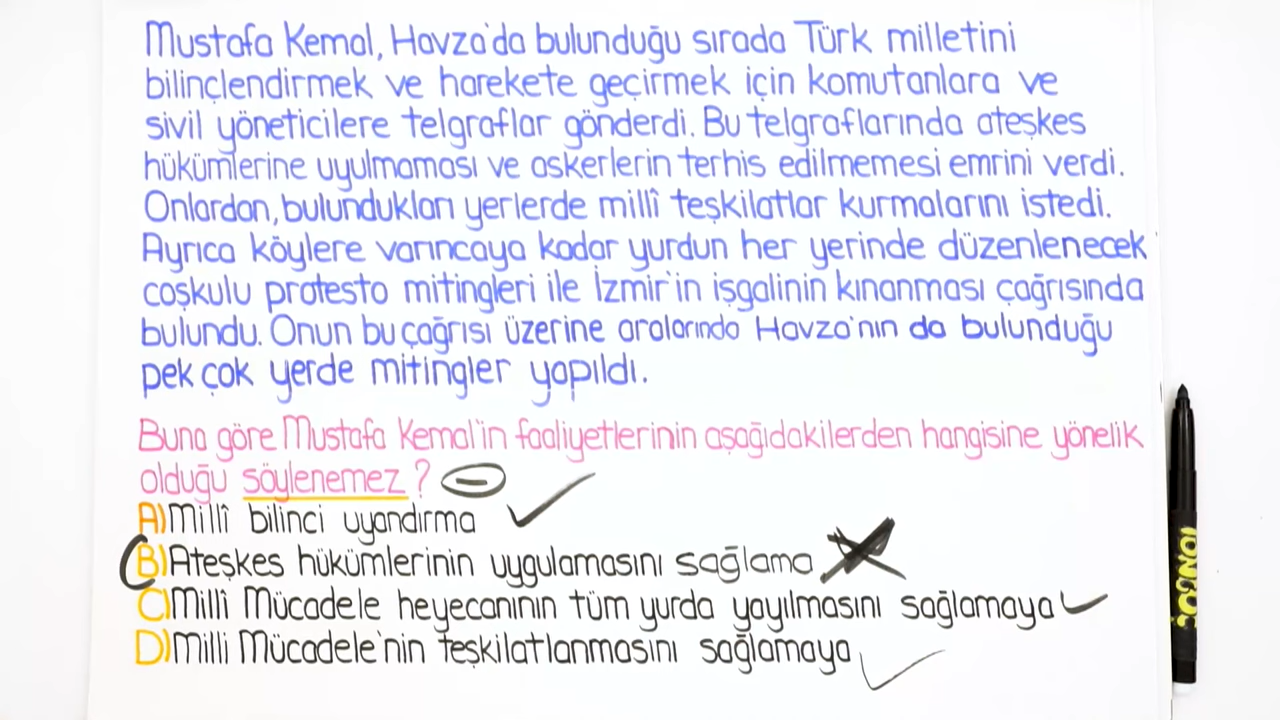 Mustafa Kemal, Havza'da bulunduğu sırada Türk milletini
bilinçlendirmek ve harekete geçirmek için komutanlara ve
sivil yöneticilere telgraflar gönderdi. Bu telgraflarında ateşkes
hükümlerine uyulmaması ve askerlerin terhis edilmemesi emrini verdi.
Onlardan, bulundukları yerlerde millî teşkilatlar kurmalarını istedi.
Ayrıca köylere varıncaya kadar yurdun her yerinde düzenlenecek
coşkulu protesto mitingleri ile İzmir'in işgalinin kınanması çağrısında
bulundu. Onun bu çağrısı üzerine aralarında Havza'nın da bulunduğu
pek çok yerde mitingler yapıldı.
Buna göre Mustafa Kemal'in faaliyetlerinin aşağıdakilerden hangisine yönelik
olduğu söylenemez?
A) Millî bilinci uyandırma
B) Ateşkes hükümlerinin uygulamasını sağlama
C) Millî Mücadele heyecanının tüm yurda yayılmasını sağlamaya
D) Milli Mücadele'nin teşkilatlanmasını sağlamaya